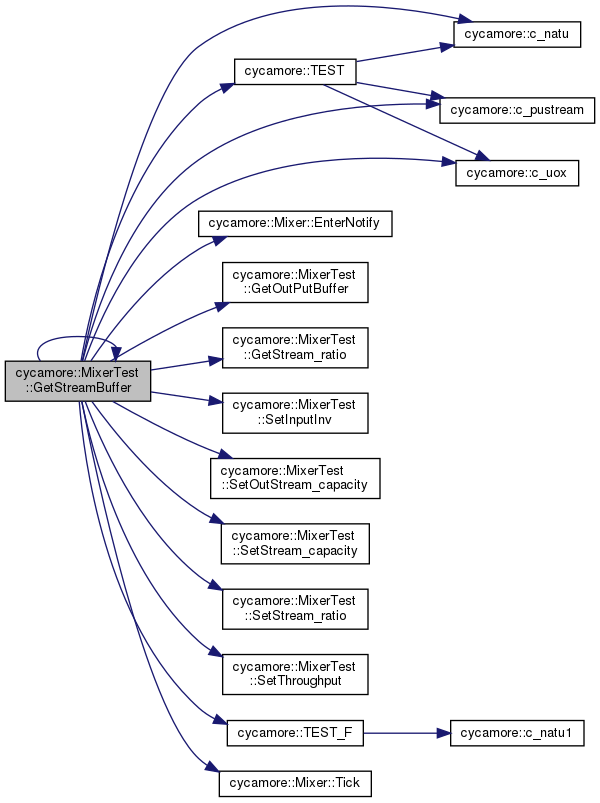 cycamore::c_natu
cycamore::TEST
cycamore::c_pustream
cycamore::c_uox
cycamore::Mixer::EnterNotify
cycamore::MixerTest
::GetOutPutBuffer
cycamore::MixerTest
::GetStream_ratio
cycamore::MixerTest
::GetStreamBuffer
cycamore::MixerTest
::SetInputInv
cycamore::MixerTest
::SetOutStream_capacity
cycamore::MixerTest
::SetStream_capacity
cycamore::MixerTest
::SetStream_ratio
cycamore::MixerTest
::SetThroughput
cycamore::TEST_F
cycamore::c_natu1
cycamore::Mixer::Tick